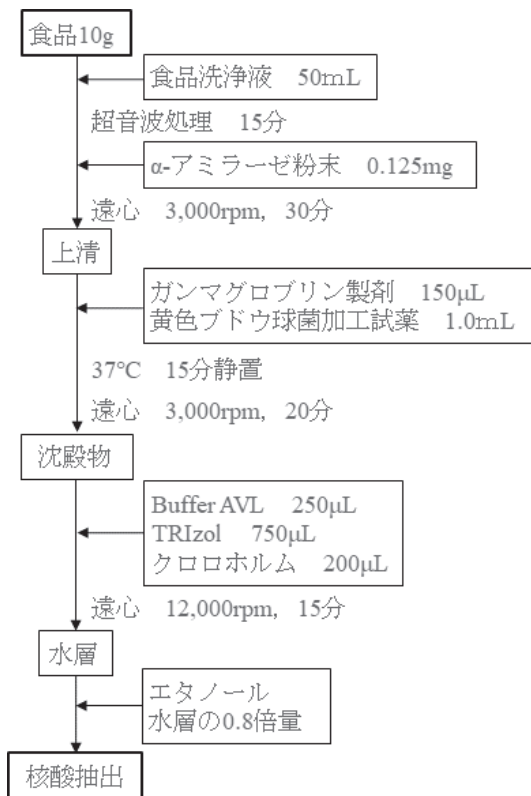 食品10g
食品洗浄液　50mL
超音波処理　15分
α-アミラーゼ粉末　0.125mg
遠心　3,000rpm,　30分
上清
ガンマグロブリン製剤　150μL
黄色ブドウ球菌加工試薬　1.0mL
37°C　15分静置
遠心　3,000rpm,　20分
沈殿物
Buffer AVL　250μL
TRIzol　750μL
クロロホルム　200μL
遠心　12,000rpm,　15分
水層
エタノール
水層の0.8倍量
核酸抽出